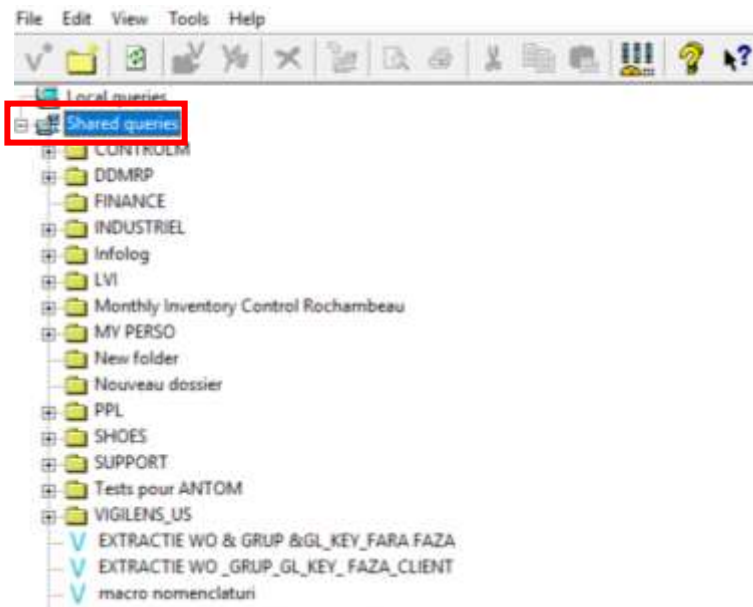 File Edit View Tools Help
Local queries
Shared queries
CONTROLM
DDMRP
FINANCE
INDUSTRIEL
Infolog
LVI
Monthly Inventory Control Rochambeau
MY PERSO
New folder
Nouveau dossier
PPL
SHOES
SUPPORT
Tests pour ANTOM
VIGILENS_US
EXTRACTIE WO & GRUP &GL_KEY_FARA FAZA
EXTRACTIE WO _GRUP_GL_KEY_ FAZA_CLIENT
macro nomenclaturi